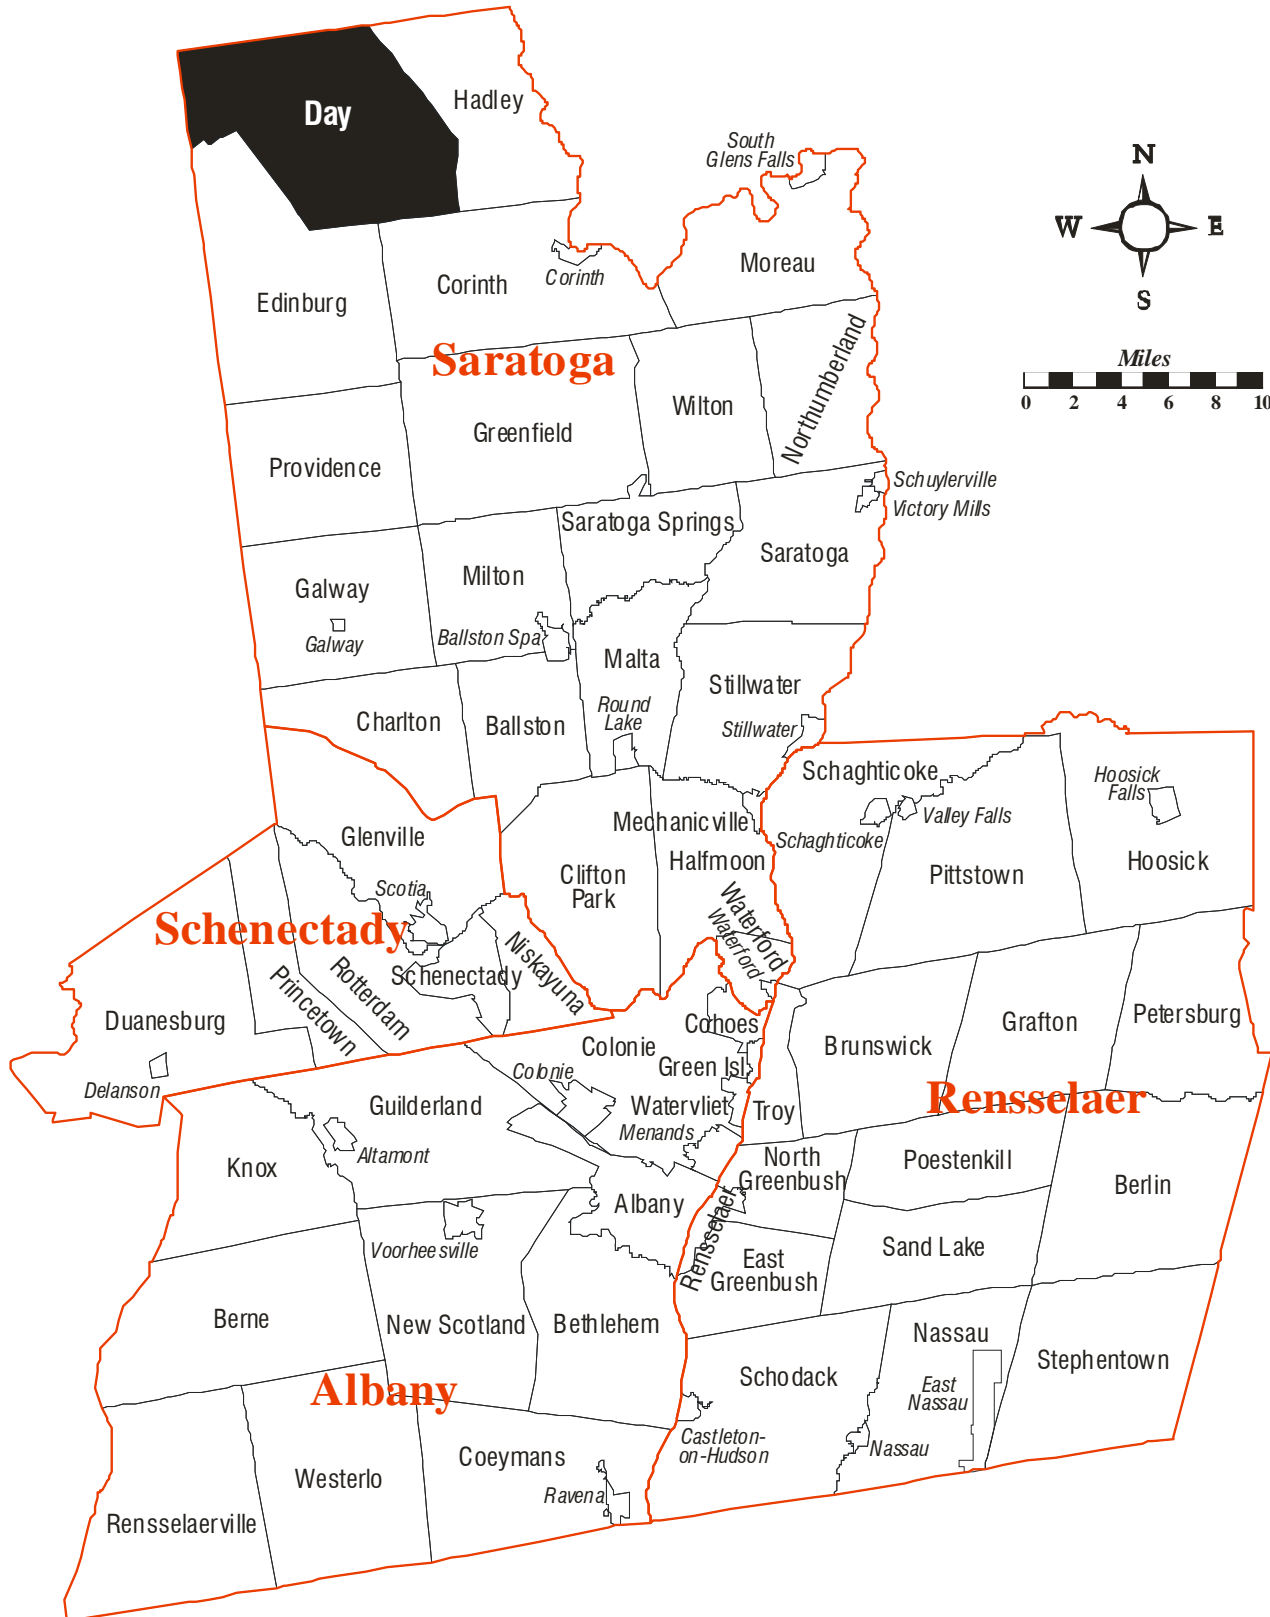 Day
Hadley
South
Glens Falls
N
W
E
S
Moreau
Corinth
Corinth
Edinburg
Saratoga
Miles
0 2 4 6 8 10
Northumberland
Wilton
Greenfield
Providence
Schuylerville
Victory Mills
Saratoga Springs
Saratoga
Milton
Galway
Galway
Ballston Spa
Malta
Stillwater
Round
Lake
Stillwater
Charlton
Ballston
Schaghticoke
Hoosick
Falls
Valley Falls
Schaghticoke
Mechanicville
Glenville
Halfmoon
Hoosick
Clifton
Park
Pittstown
Scotia
Waterford
Waterford
Schenectady
Niskayuna
Schenectady
Rotterdam
Princetown
Duanesburg
Cohoes
Grafton
Petersburg
Colonie
Brunswick
Green Isl
Colonie
Delanson
Rensselaer
Guilderland
Watervliet
Troy
Menands
Altamont
Knox
North
Greenbush
Poestenkill
Berlin
Albany
Rensselaer
Voorheesville
Sand Lake
East
Greenbush
Berne
New Scotland
Bethlehem
Nassau
Stephentown
Schodack
Albany
East
Nassau
Castleton-
on-Hudson
Nassau
Coeymans
Westerlo
Ravena
Rensselaerville